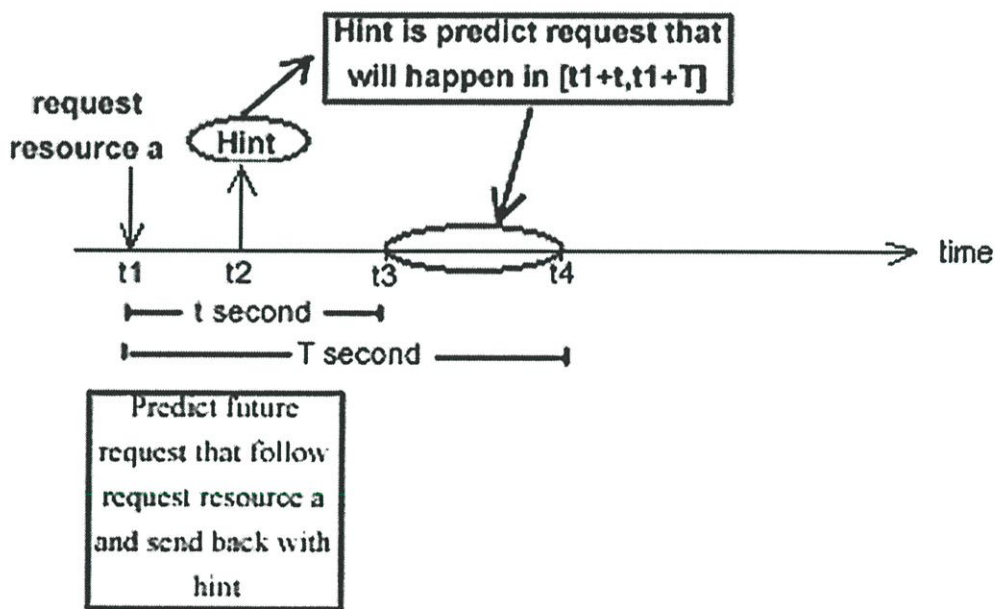 Hint is predict request that
will happen in [t1+t,t1+T]
request
resource a
Hint
time
t1
t2
t3
t4
t second
T second
Predict future
request that follow
request resource a
and send back with
hint